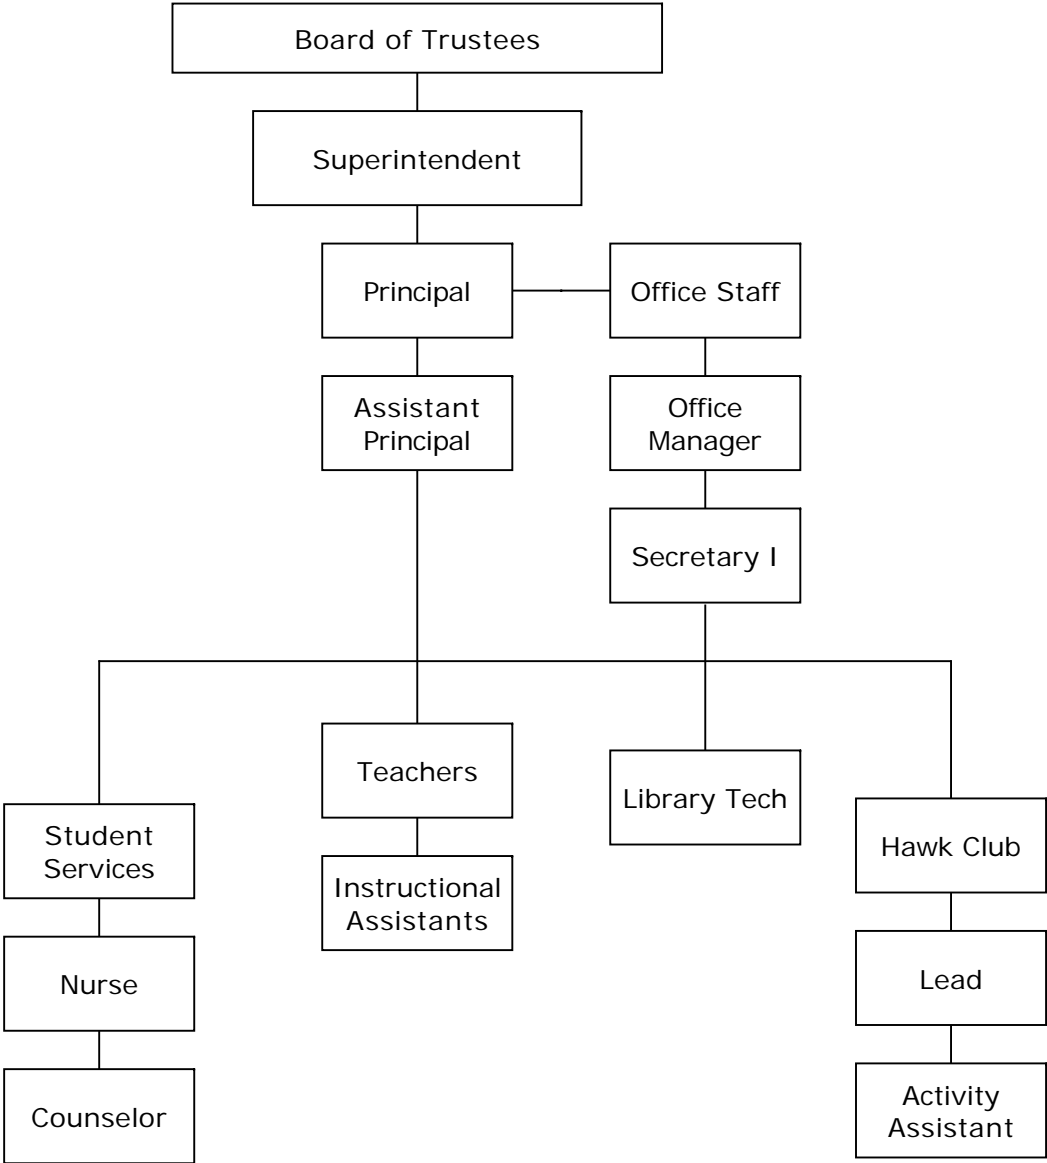 Board of Trustees
Superintendent
Principal
Office Staff
Assistant
Principal
Office
Manager
Secretary I
Teachers
Library Tech
Student
Services
Hawk Club
Instructional
Assistants
Nurse
Lead
Counselor
Activity
Assistant